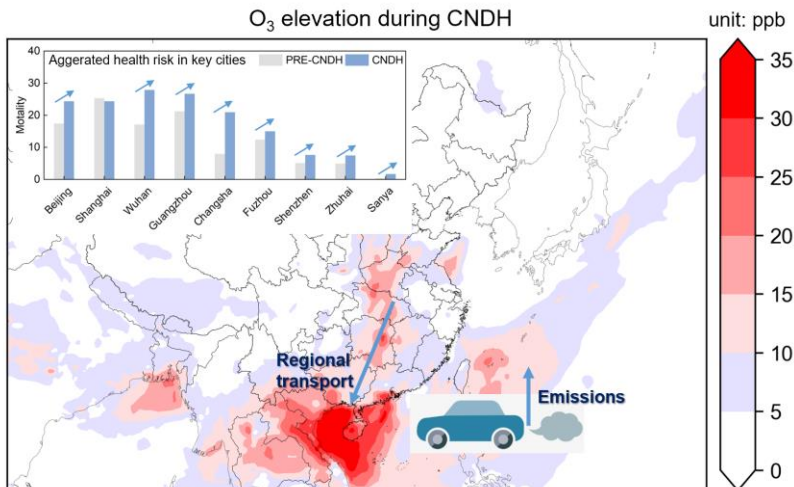 O₃ elevation during CNDH
unit: ppb
Aggerated health risk in key cities
PRE-CNDH
CNDH
Motality
40
30
20
10
0
Beijing
Shanghai
Wuhan
Guangzhou
Changsha
Fuzhou
Shenzhen
Zhuhai
Sanya
Regional
transport
Emissions
35
30
20
15
10
5
0